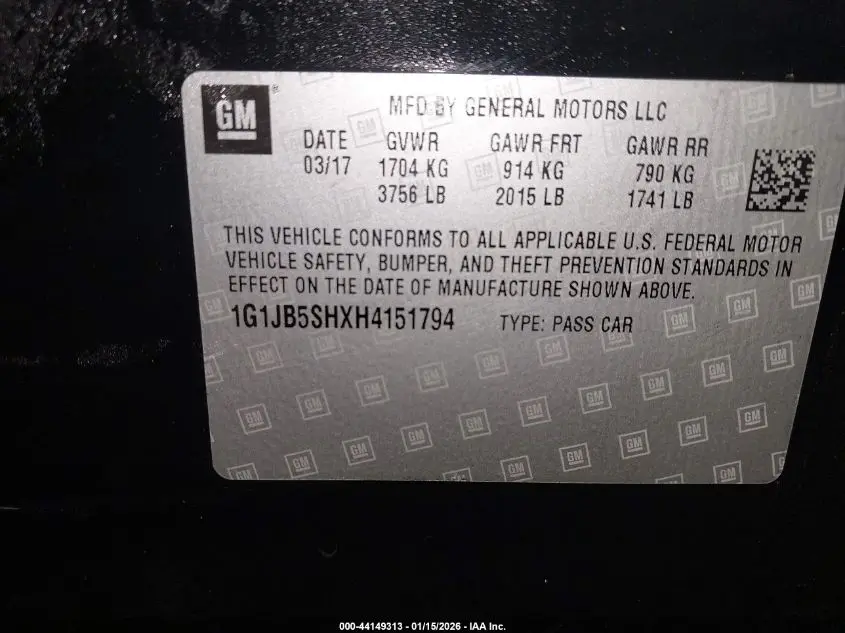 GM
MFD BY GENERAL MOTORS LLC
DATE GVWR GAWR FRT GAWR RR
03/17 1704 KG 914 KG 790 KG
3756 LB 2015 LB 1741 LB
THIS VEHICLE CONFORMS TO ALL APPLICABLE U.S. FEDERAL MOTOR
VEHICLE SAFETY, BUMPER, AND THEFT PREVENTION STANDARDS IN
EFFECT ON THE DATE OF MANUFACTURE SHOWN ABOVE.
1G1JB5SHXH4151794 TYPE: PASS CAR
000-44149313 - 01/15/2026 - IAA Inc.